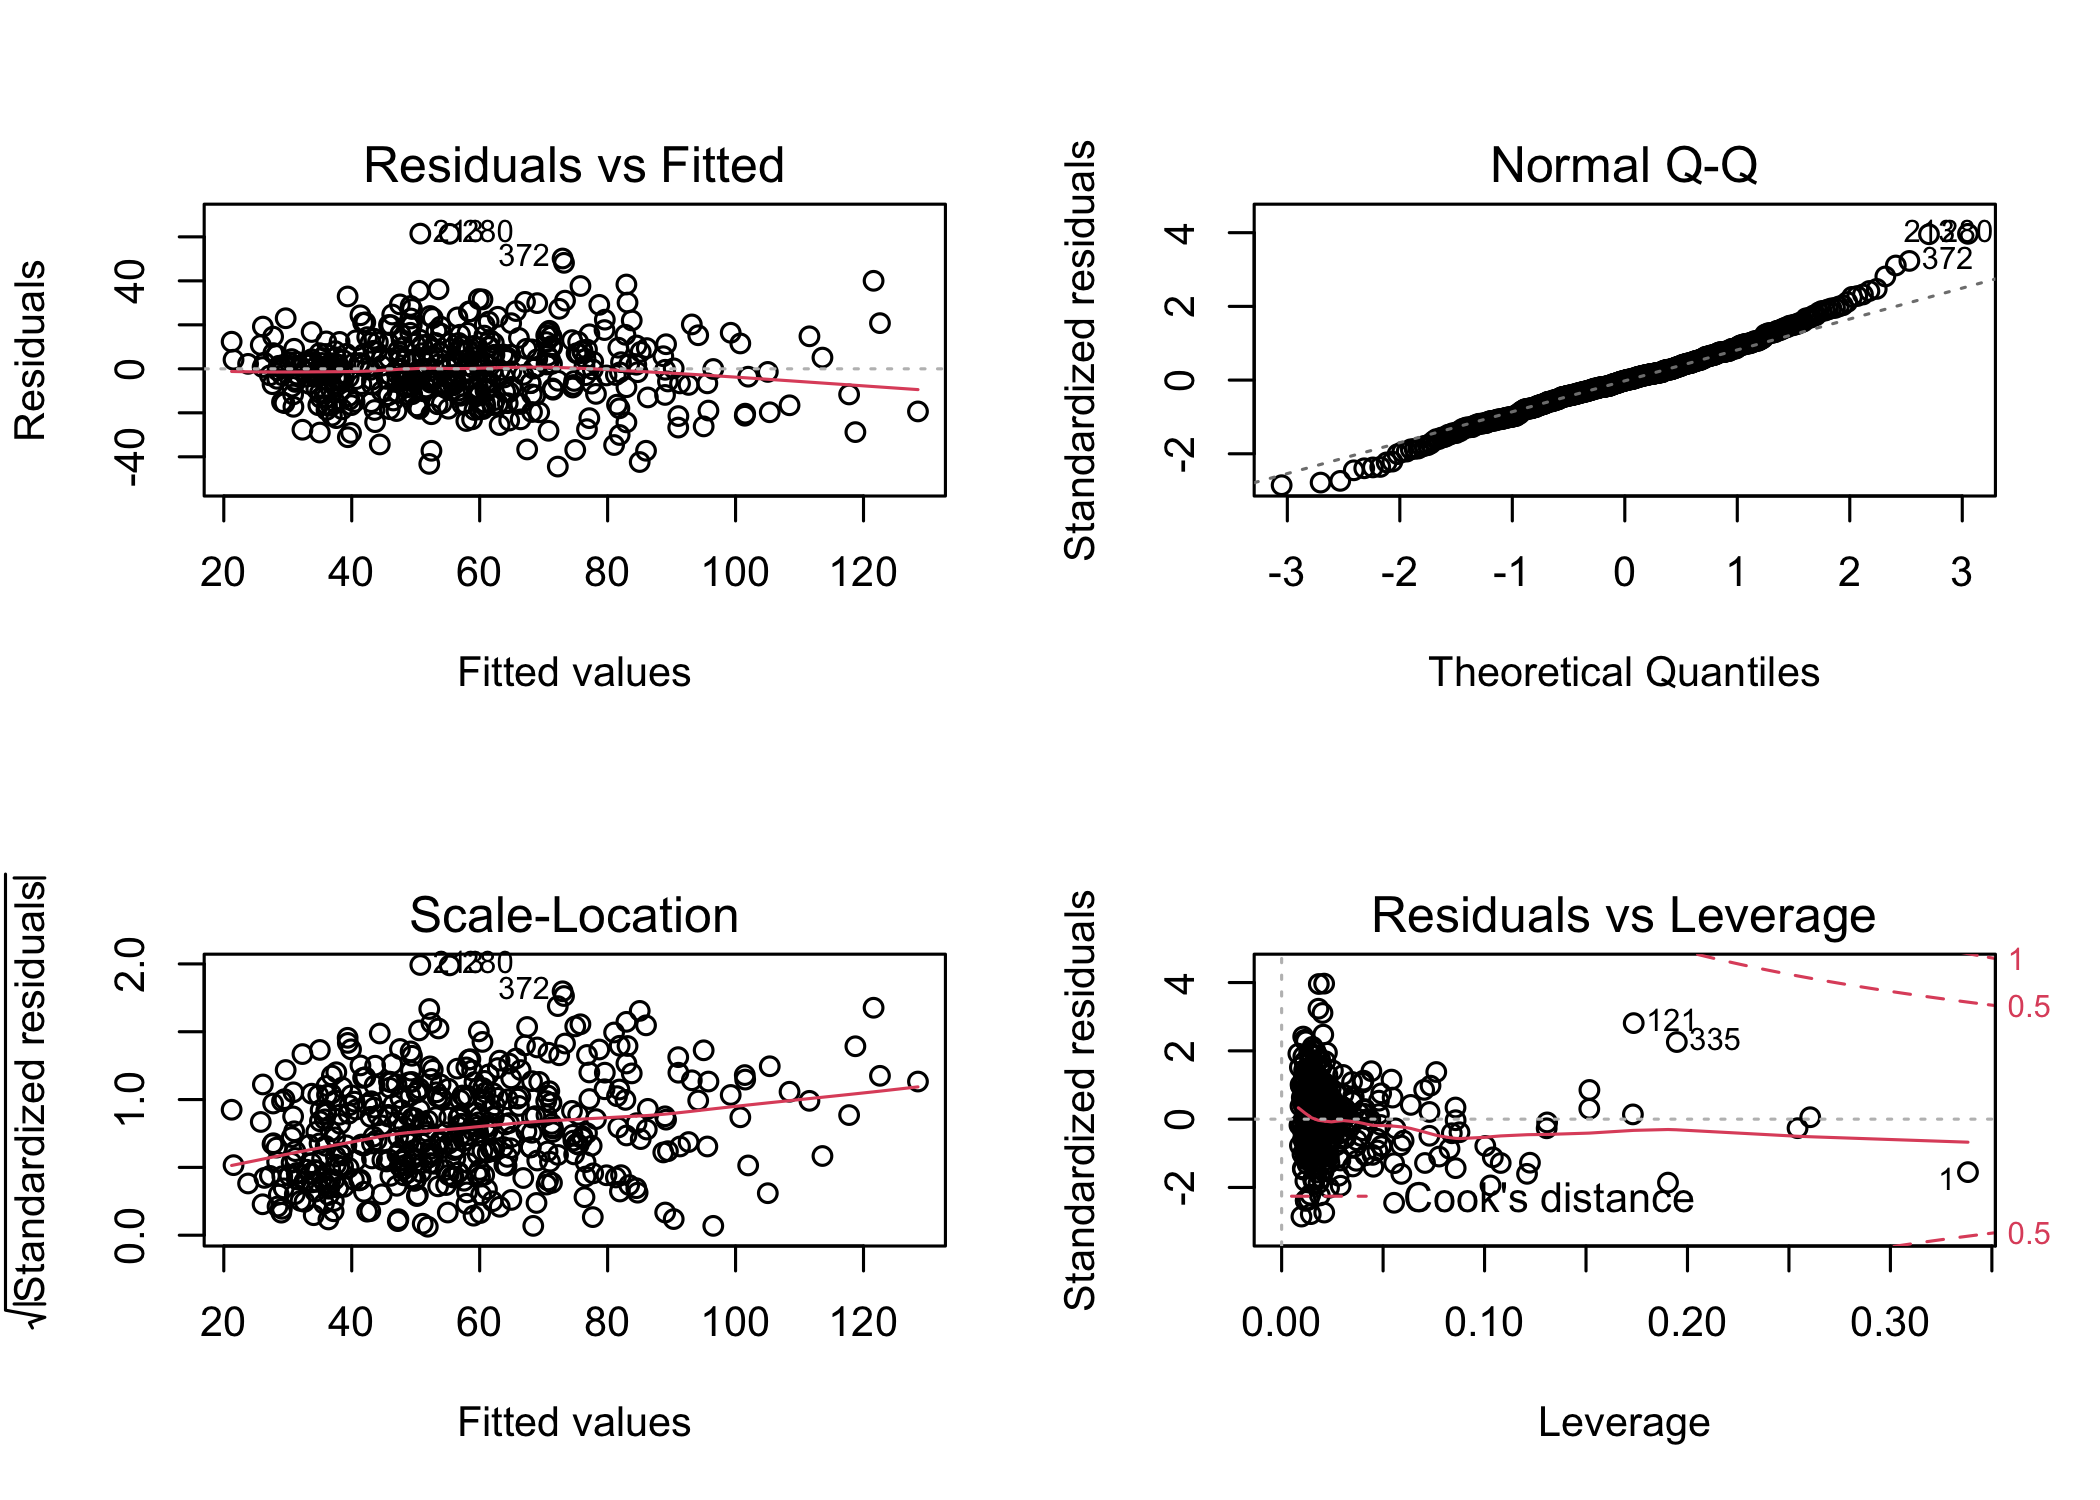 Residuals vs Fitted
Residuals
40
0
-40
372
20 40 60 80 100 120
Fitted values
Normal Q-Q
Standardized residuals
4
2
0
-2
372
-3 -2 -1 0 1 2 3
Theoretical Quantiles
Scale-Location
√|Standardized residuals|
2.0
1.0
0.0
372
20 40 60 80 100 120
Fitted values
Residuals vs Leverage
Standardized residuals
4
2
0
-2
1
0.5
121
335
1
Cook's distance
0.5
0.00 0.10 0.20 0.30
Leverage